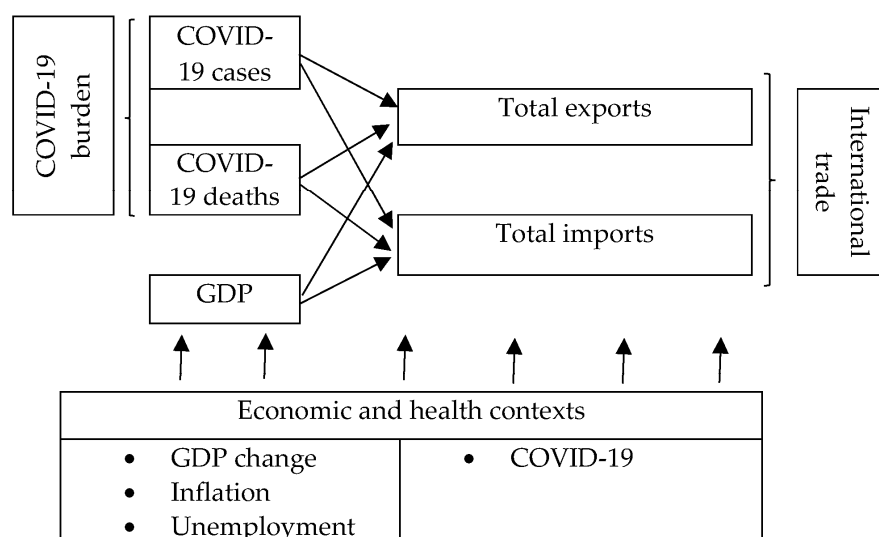 COVID-19
burden
COVID-
19 cases
COVID-
19 deaths
GDP
Total exports
Total imports
International
trade
Economic and health contexts
• GDP change
• Inflation
• Unemployment
• COVID-19